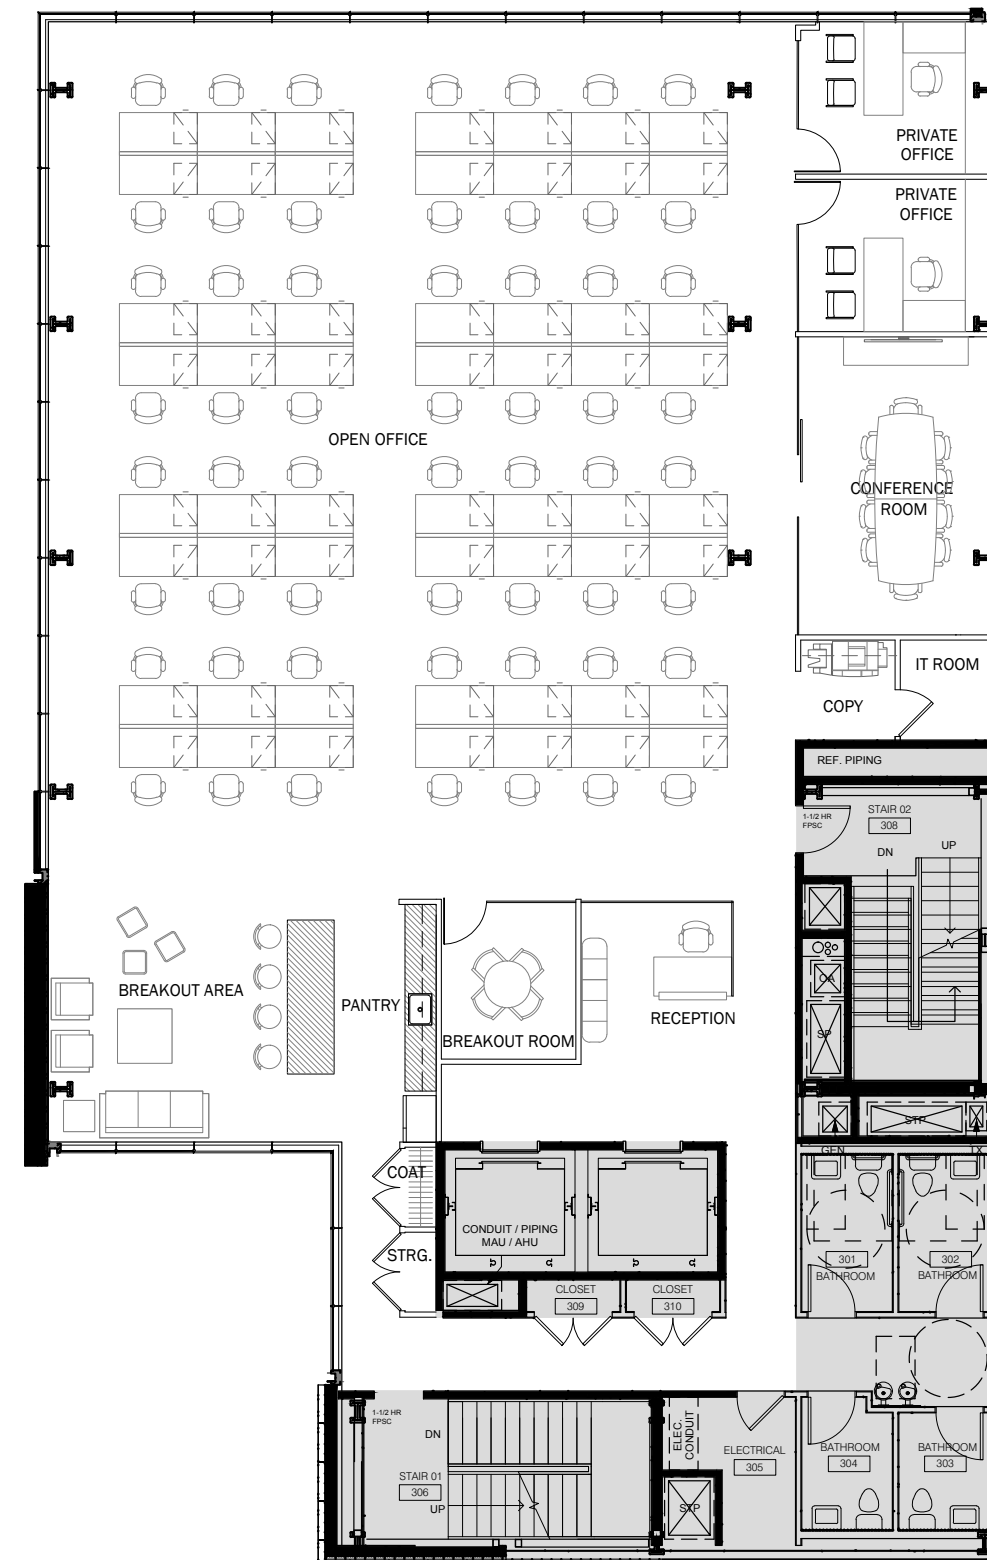 PRIVATE
OFFICE
PRIVATE
OFFICE
OPEN OFFICE
CONFERENCE
ROOM
IT ROOM
COPY
REF. PIPING
STAIR 02
308
1-1/2 HR
FPSC
DN
UP
BREAKOUT AREA
PANTRY
BREAKOUT ROOM
RECEPTION
OA
SP
STP
GEN
TX
COAT
STRG.
CONDUIT / PIPING
MAU / AHU
CLOSET
309
CLOSET
310
301
BATHROOM
302
BATHROOM
1-1/2 HR
FPSC
DN
STAIR 01
306
UP
ELEC.
CONDUIT
STP
ELECTRICAL
305
BATHROOM
304
BATHROOM
303